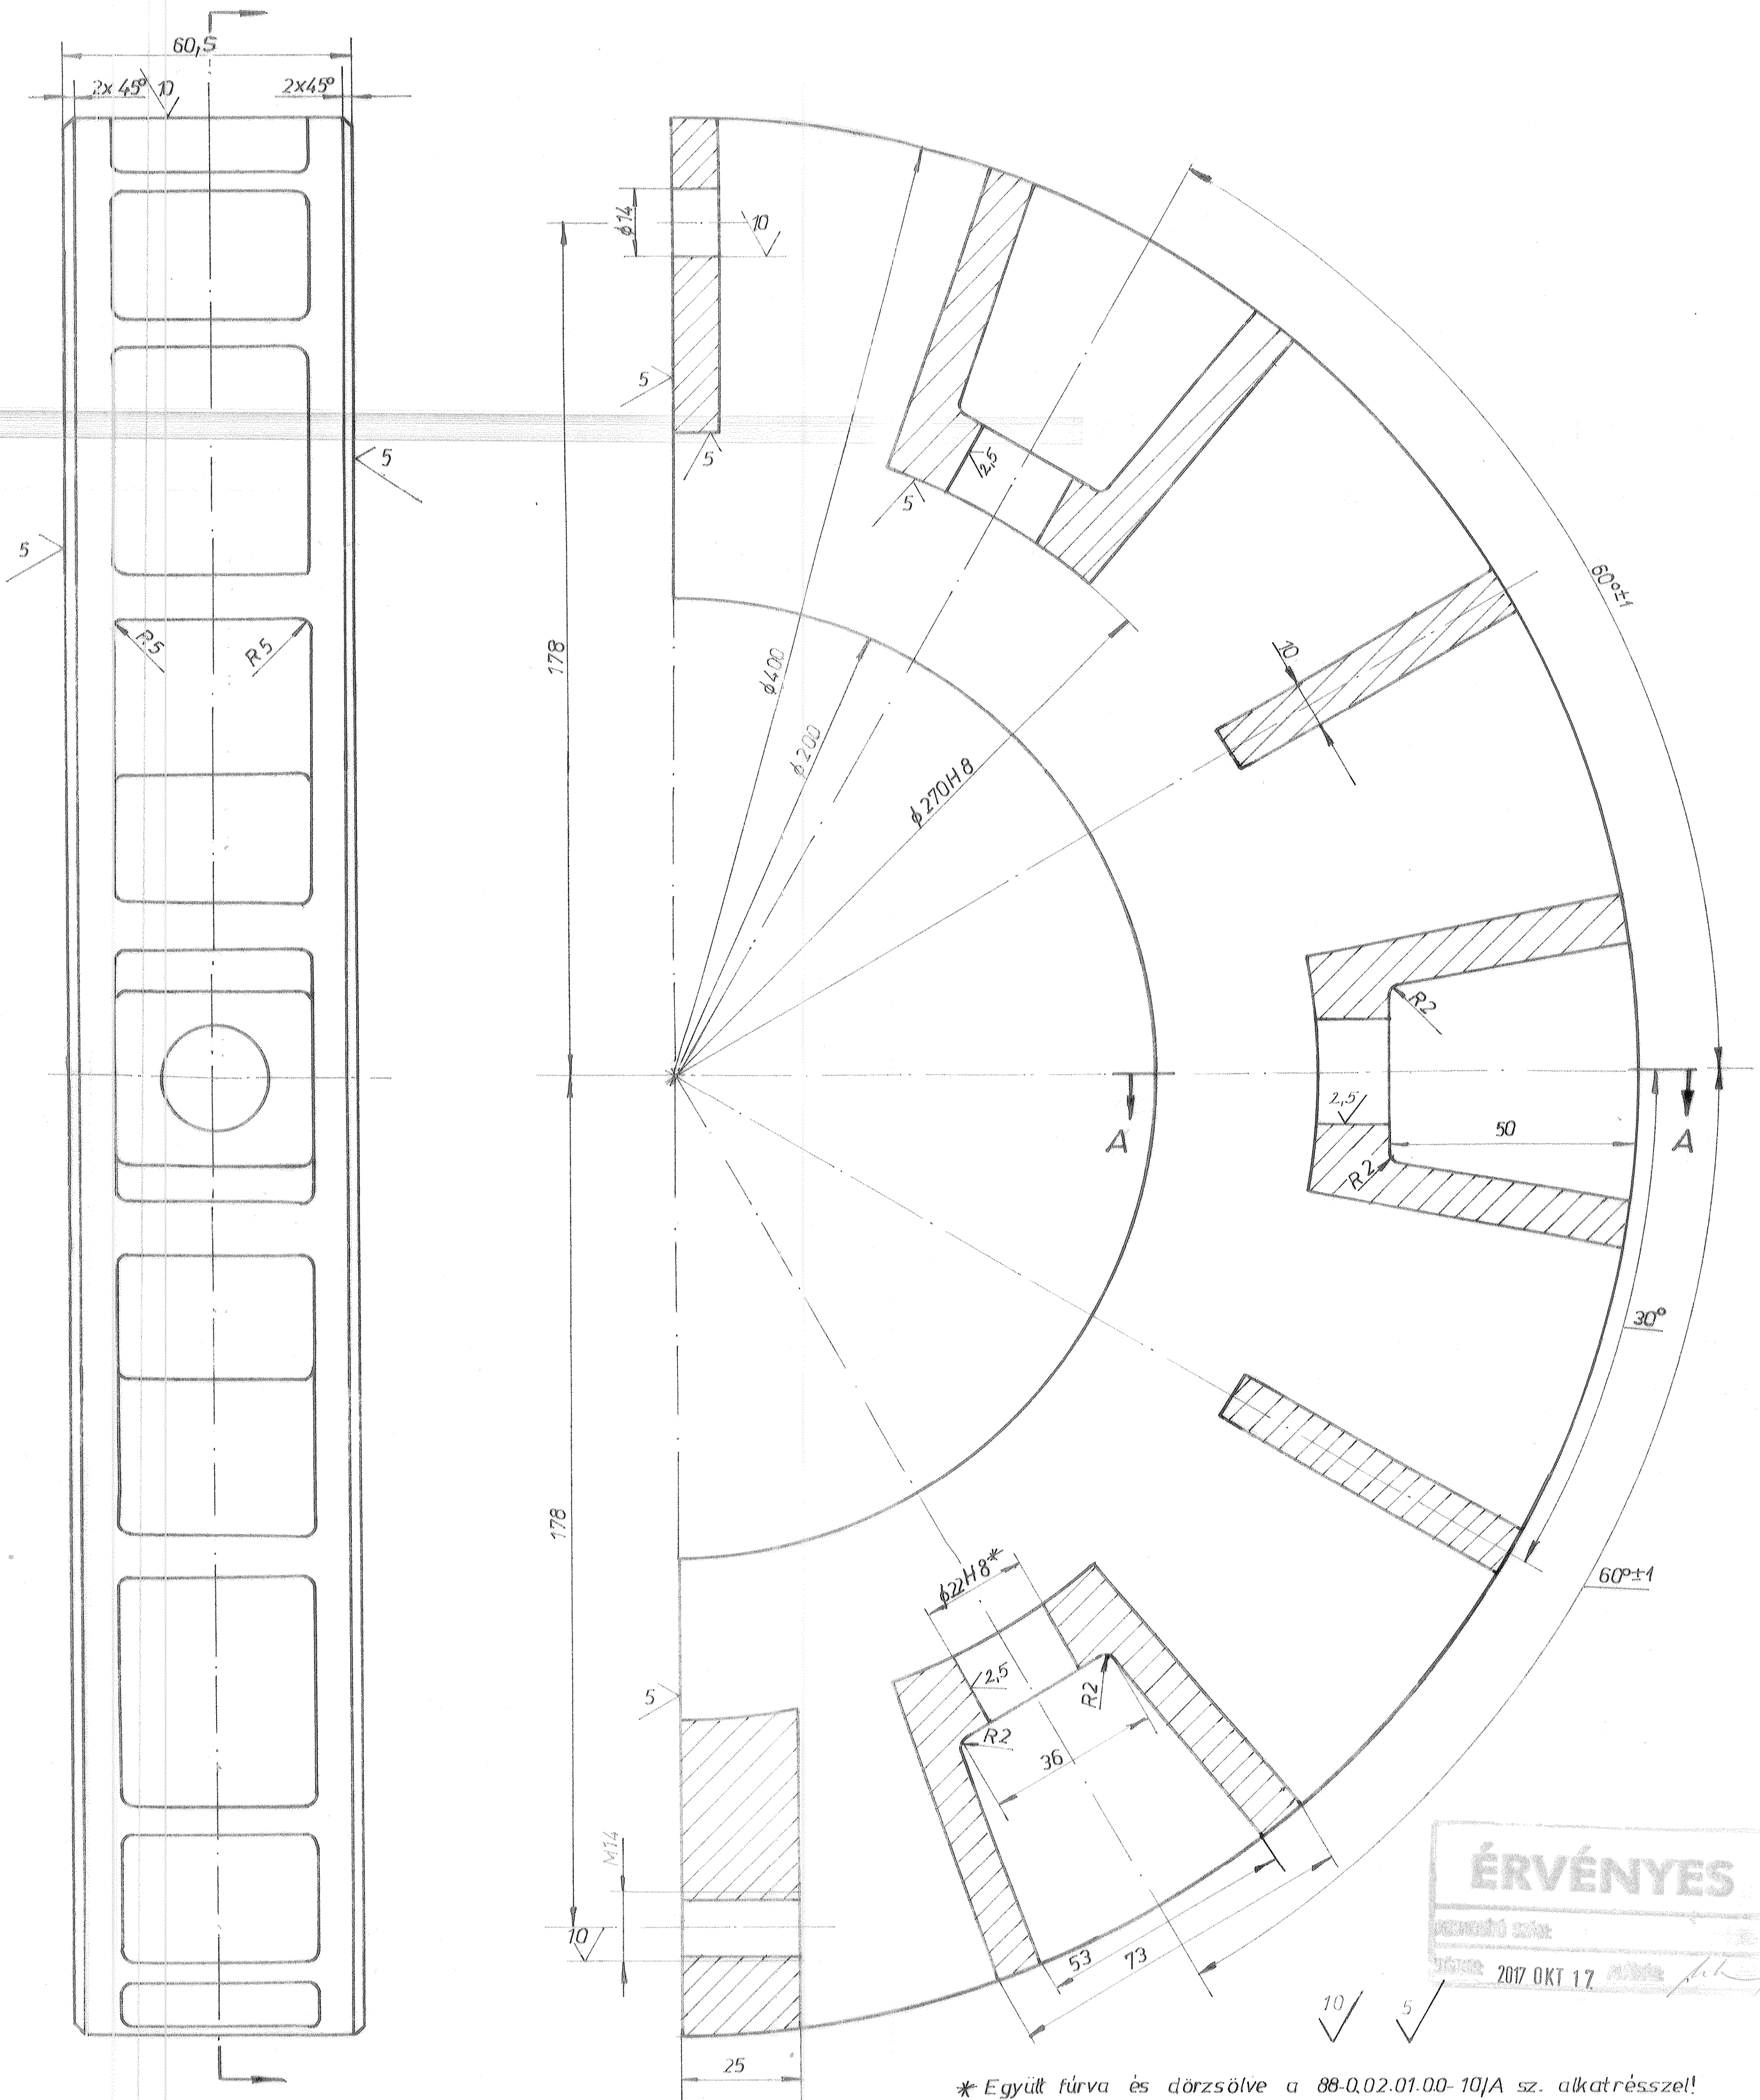 60,5
2x45° 10 2x45°
φ14
10
5
5
5
5
2,5
5
R5 R5
178
φ400
φ200
φ270H8
60°±1
10
R2
2,5
50
A A
R2
30°
178
φ22H8*
2,5
R2
R2
36
5
60°±1
M14
10
53
73
25
ÉRVÉNYES
2017 OKT 17
10 5
* Együtt fúrva és dörzsölve a 88-0.02.01.00-10/A sz. alkatrésszel!